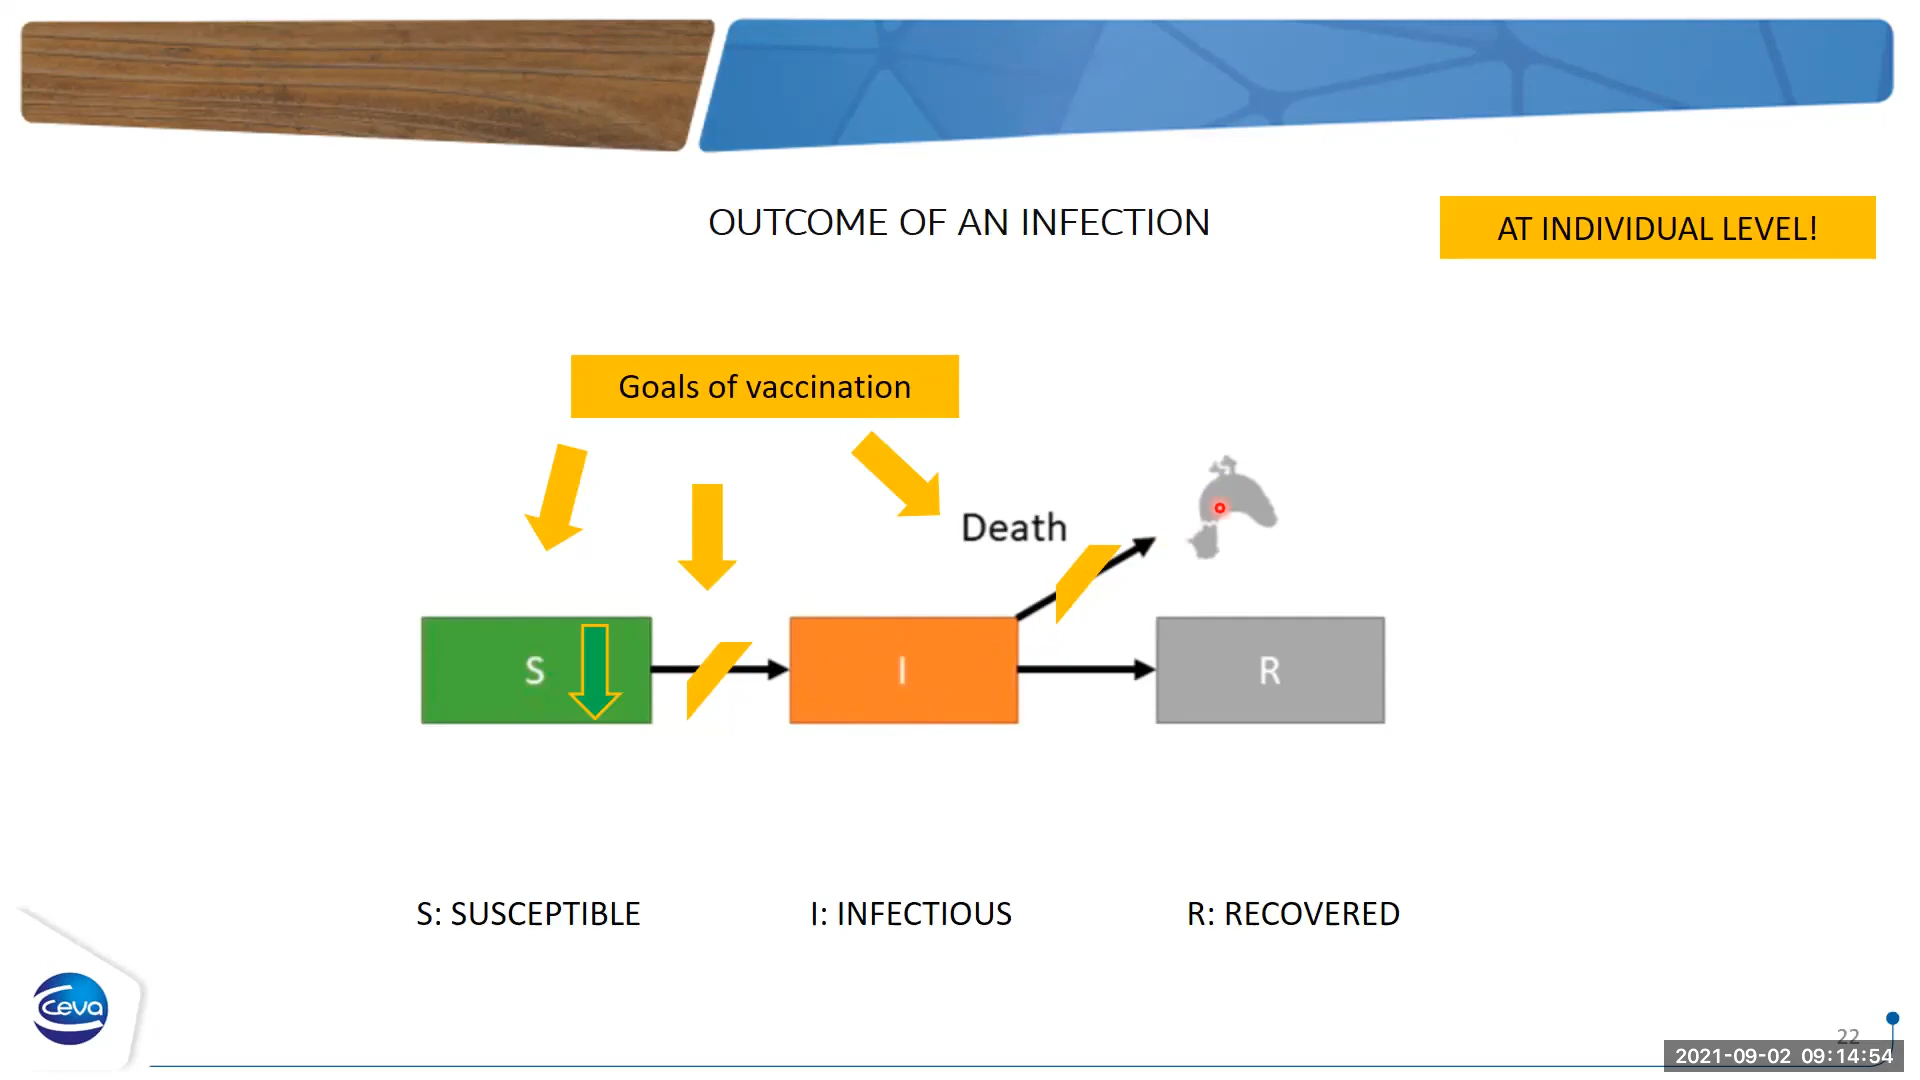 OUTCOME OF AN INFECTION
AT INDIVIDUAL LEVEL!
Goals of vaccination
Death
S
I
R
S: SUSCEPTIBLE
I: INFECTIOUS
R: RECOVERED
ceva
22
2021-09-02 09:14:54